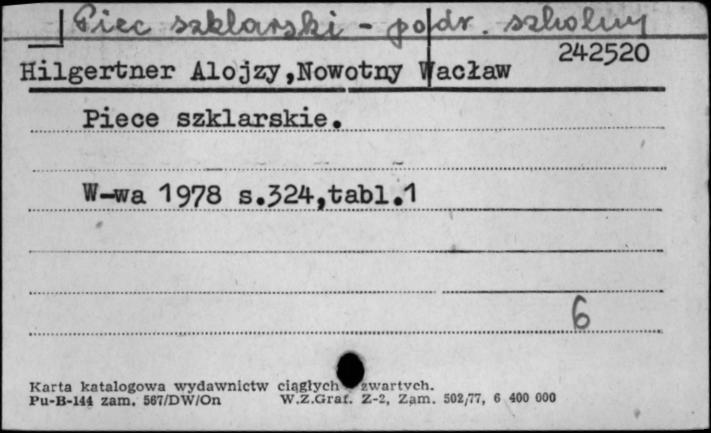 Piec szklarski - podr. szkolny
242520
Hilgertner Alojzy,Nowotny Wacław
Piece szklarskie.
W-wa 1978 s.324,tabl.1
6
Karta katalogowa wydawnictw ciągłych zwartych.
Pu-B-144 zam. 567/DW/On W.Z.Graf. Z-2, Zam. 502/77, 6 400 000